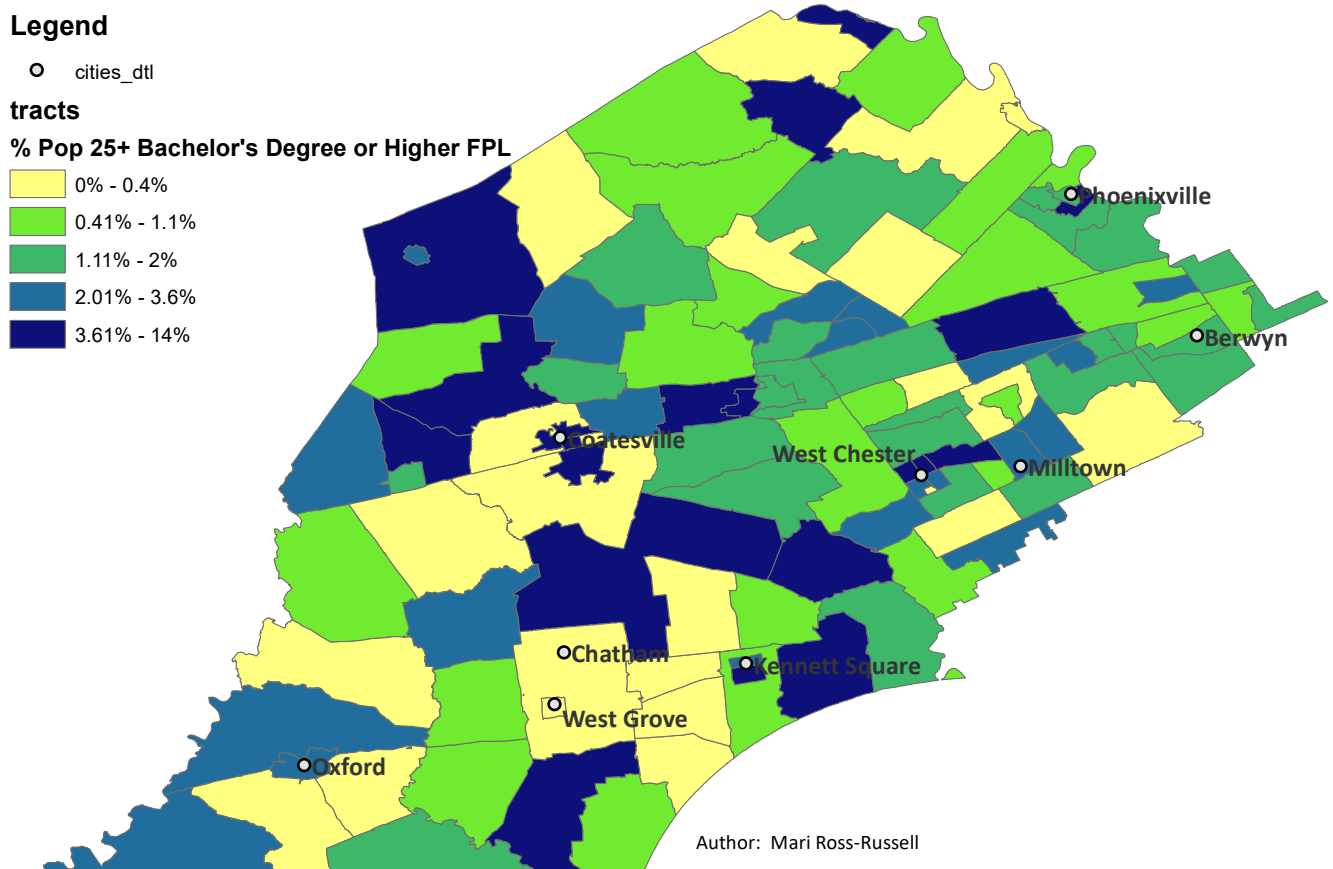 Legend
cities_dtl
tracts
% Pop 25+ Bachelor's Degree or Higher FPL
0% - 0.4%
0.41% - 1.1%
1.11% - 2%
2.01% - 3.6%
3.61% - 14%
Phoenixville
Berwyn
Coatesville
West Chester
Milltown
Chatham
Kennett Square
West Grove
Oxford
Author: Mari Ross-Russell